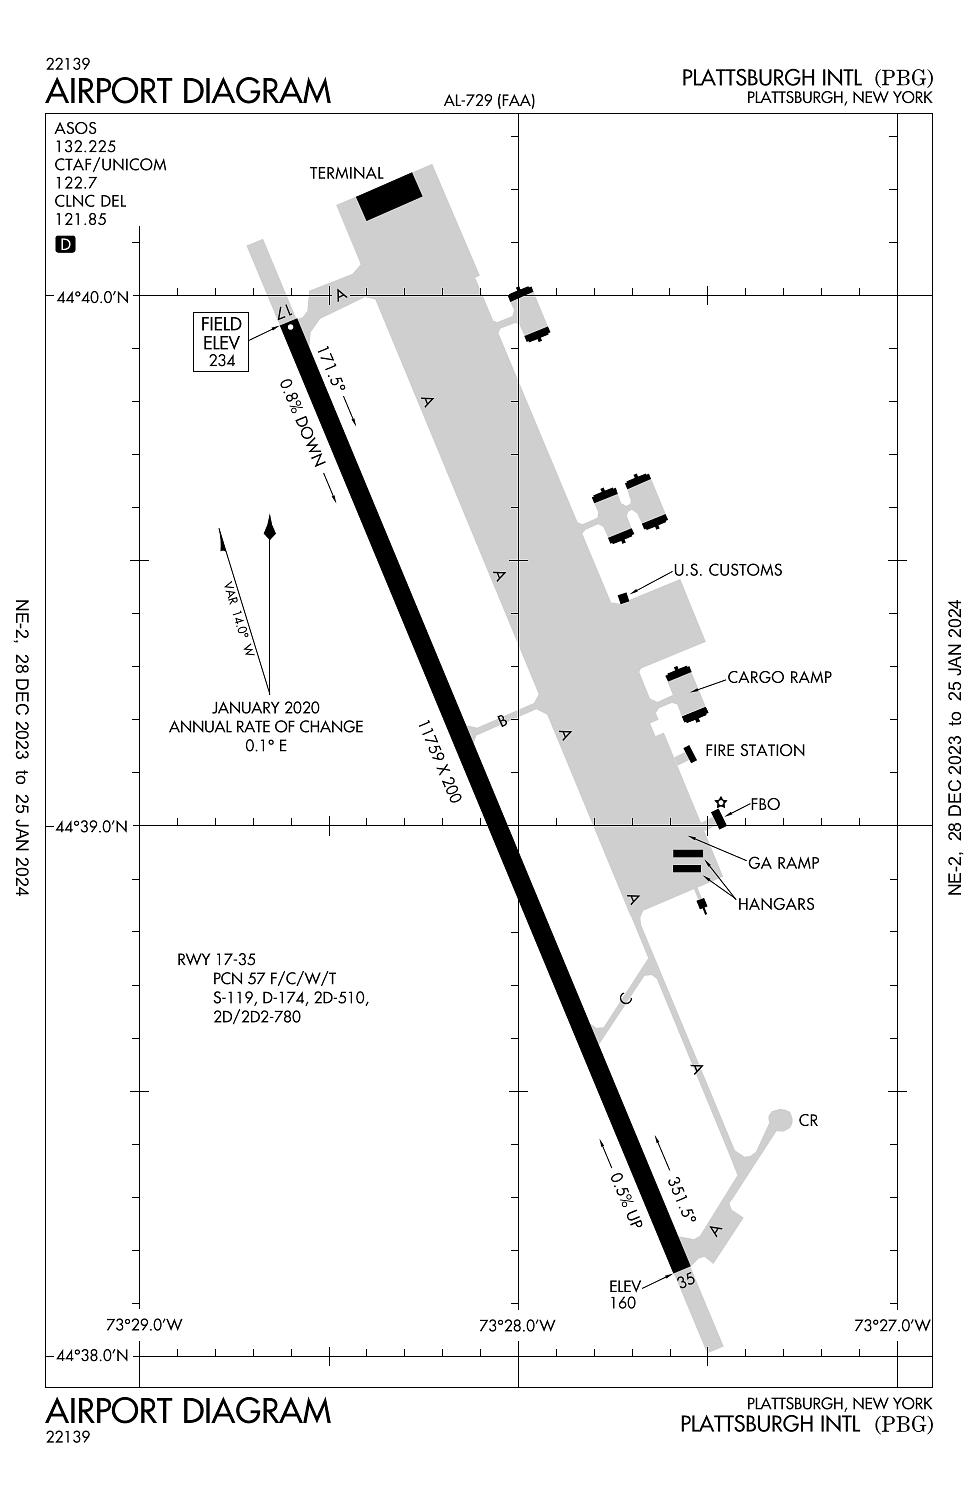 22139
AIRPORT DIAGRAM
AL-729 (FAA)
PLATTSBURGH INTL (PBG)
PLATTSBURGH, NEW YORK
ASOS
132.225
CTAF/UNICOM
122.7
CLNC DEL
121.85
D
TERMINAL
44°40.0'N
A
17
FIELD
ELEV
234
171.5°
0.8% DOWN
A
A
VAR 14.0° W
U.S. CUSTOMS
CARGO RAMP
JANUARY 2020
ANNUAL RATE OF CHANGE
0.1° E
B
A
11759 X 200
FIRE STATION
FBO
44°39.0'N
GA RAMP
HANGARS
A
RWY 17-35
PCN 57 F/C/W/T
S-119, D-174, 2D-510,
2D/2D2-780
C
A
CR
0.5% UP
351.5°
A
35
ELEV
160
73°29.0'W
73°28.0'W
73°27.0'W
44°38.0'N
NE-2, 28 DEC 2023 to 25 JAN 2024
NE-2, 28 DEC 2023 to 25 JAN 2024
AIRPORT DIAGRAM
22139
PLATTSBURGH, NEW YORK
PLATTSBURGH INTL (PBG)